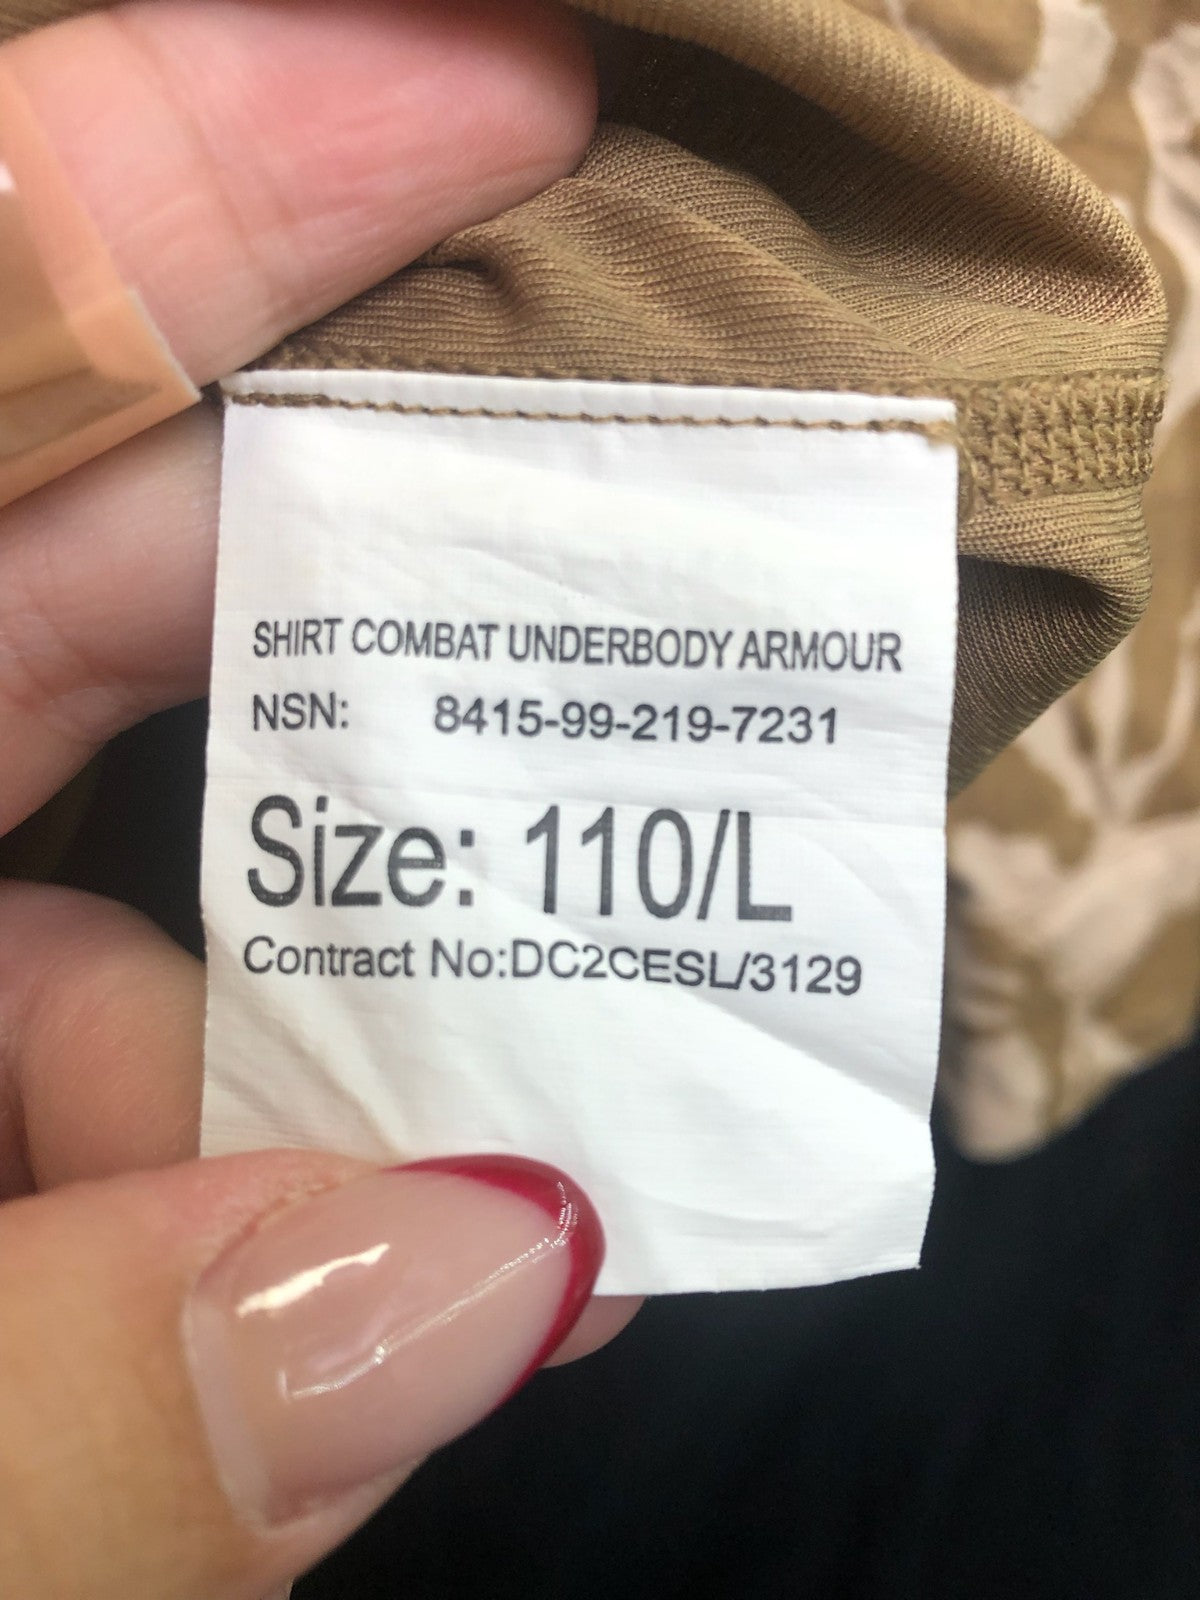 SHIRT COMBAT UNDERBODY ARMOUR
NSN: 8415-99-219-7231
Size: 110/L
Contract No:DC2CESL/3129